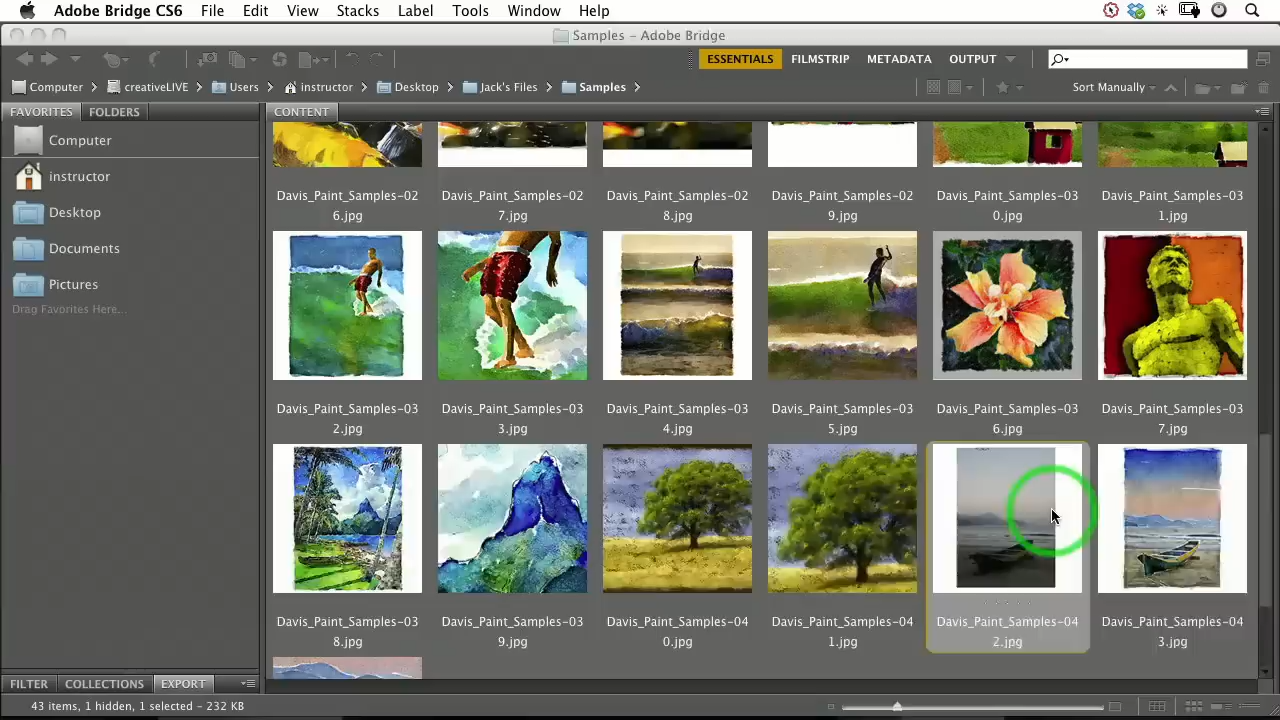 Adobe Bridge CS6 File Edit View Stacks Label Tools Window Help
Samples – Adobe Bridge
ESSENTIALS FILMSTRIP METADATA OUTPUT
Computer creativeLIVE Users instructor Desktop Jack's Files Samples Sort Manually
FAVORITES FOLDERS CONTENT
Computer
instructor
Desktop
Documents
Pictures
Drag Favorites Here...
Davis_Paint_Samples-02
6.jpg
Davis_Paint_Samples-02
7.jpg
Davis_Paint_Samples-02
8.jpg
Davis_Paint_Samples-02
9.jpg
Davis_Paint_Samples-03
0.jpg
Davis_Paint_Samples-03
1.jpg
Davis_Paint_Samples-03
2.jpg
Davis_Paint_Samples-03
3.jpg
Davis_Paint_Samples-03
4.jpg
Davis_Paint_Samples-03
5.jpg
Davis_Paint_Samples-03
6.jpg
Davis_Paint_Samples-03
7.jpg
Davis_Paint_Samples-03
8.jpg
Davis_Paint_Samples-03
9.jpg
Davis_Paint_Samples-04
0.jpg
Davis_Paint_Samples-04
1.jpg
Davis_Paint_Samples-04
2.jpg
Davis_Paint_Samples-04
3.jpg
FILTER COLLECTIONS EXPORT
43 items, 1 hidden, 1 selected – 232 KB